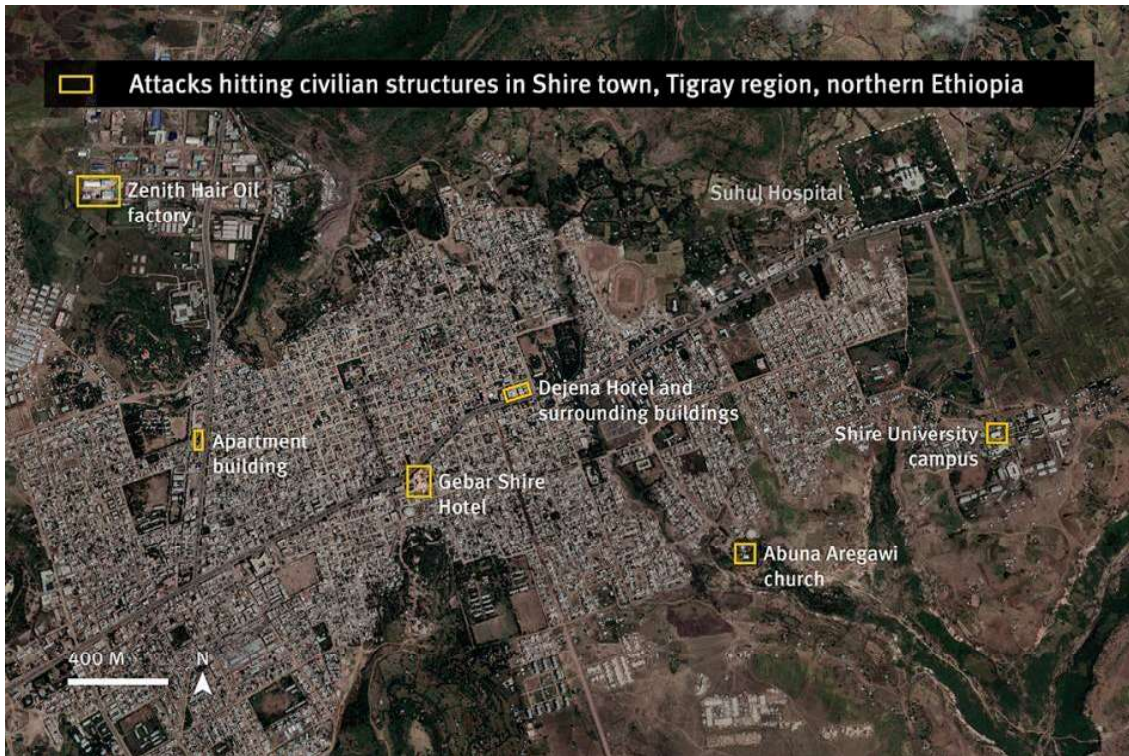 Attacks hitting civilian structures in Shire town, Tigray region, northern Ethiopia
Zenith Hair Oil
factory
Suhul Hospital
Dejena Hotel and
surrounding buildings
Apartment
building
Shire University
campus
Gebar Shire
Hotel
Abuna Aregawi
church
400 M
N